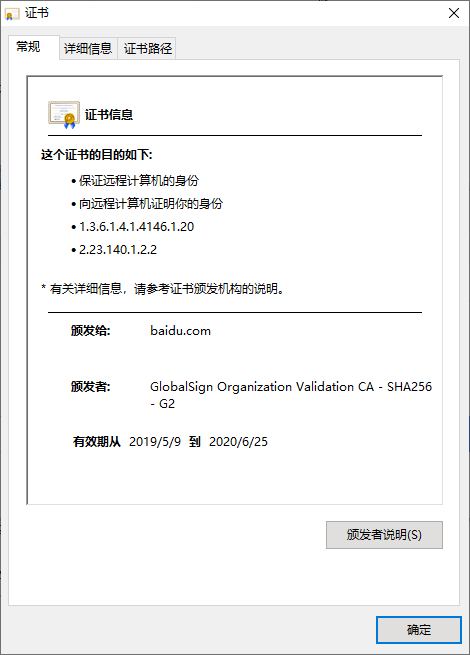 证书
常规
详细信息
证书路径
证书信息
这个证书的目的如下:
• 保证远程计算机的身份
• 向远程计算机证明你的身份
• 1.3.6.1.4.1.4146.1.20
• 2.23.140.1.2.2
* 有关详细信息，请参考证书颁发机构的说明。
颁发给: baidu.com
颁发者: GlobalSign Organization Validation CA - SHA256
- G2
有效期从 2019/5/9 到 2020/6/25
颁发者说明(S)
确定